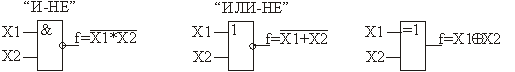 "И-НЕ" "ИЛИ-НЕ"
X1 & X1 1 X1 =1
f=X1*X2 f=X1+X2 f=X1⊕X2
X2 X2 X2